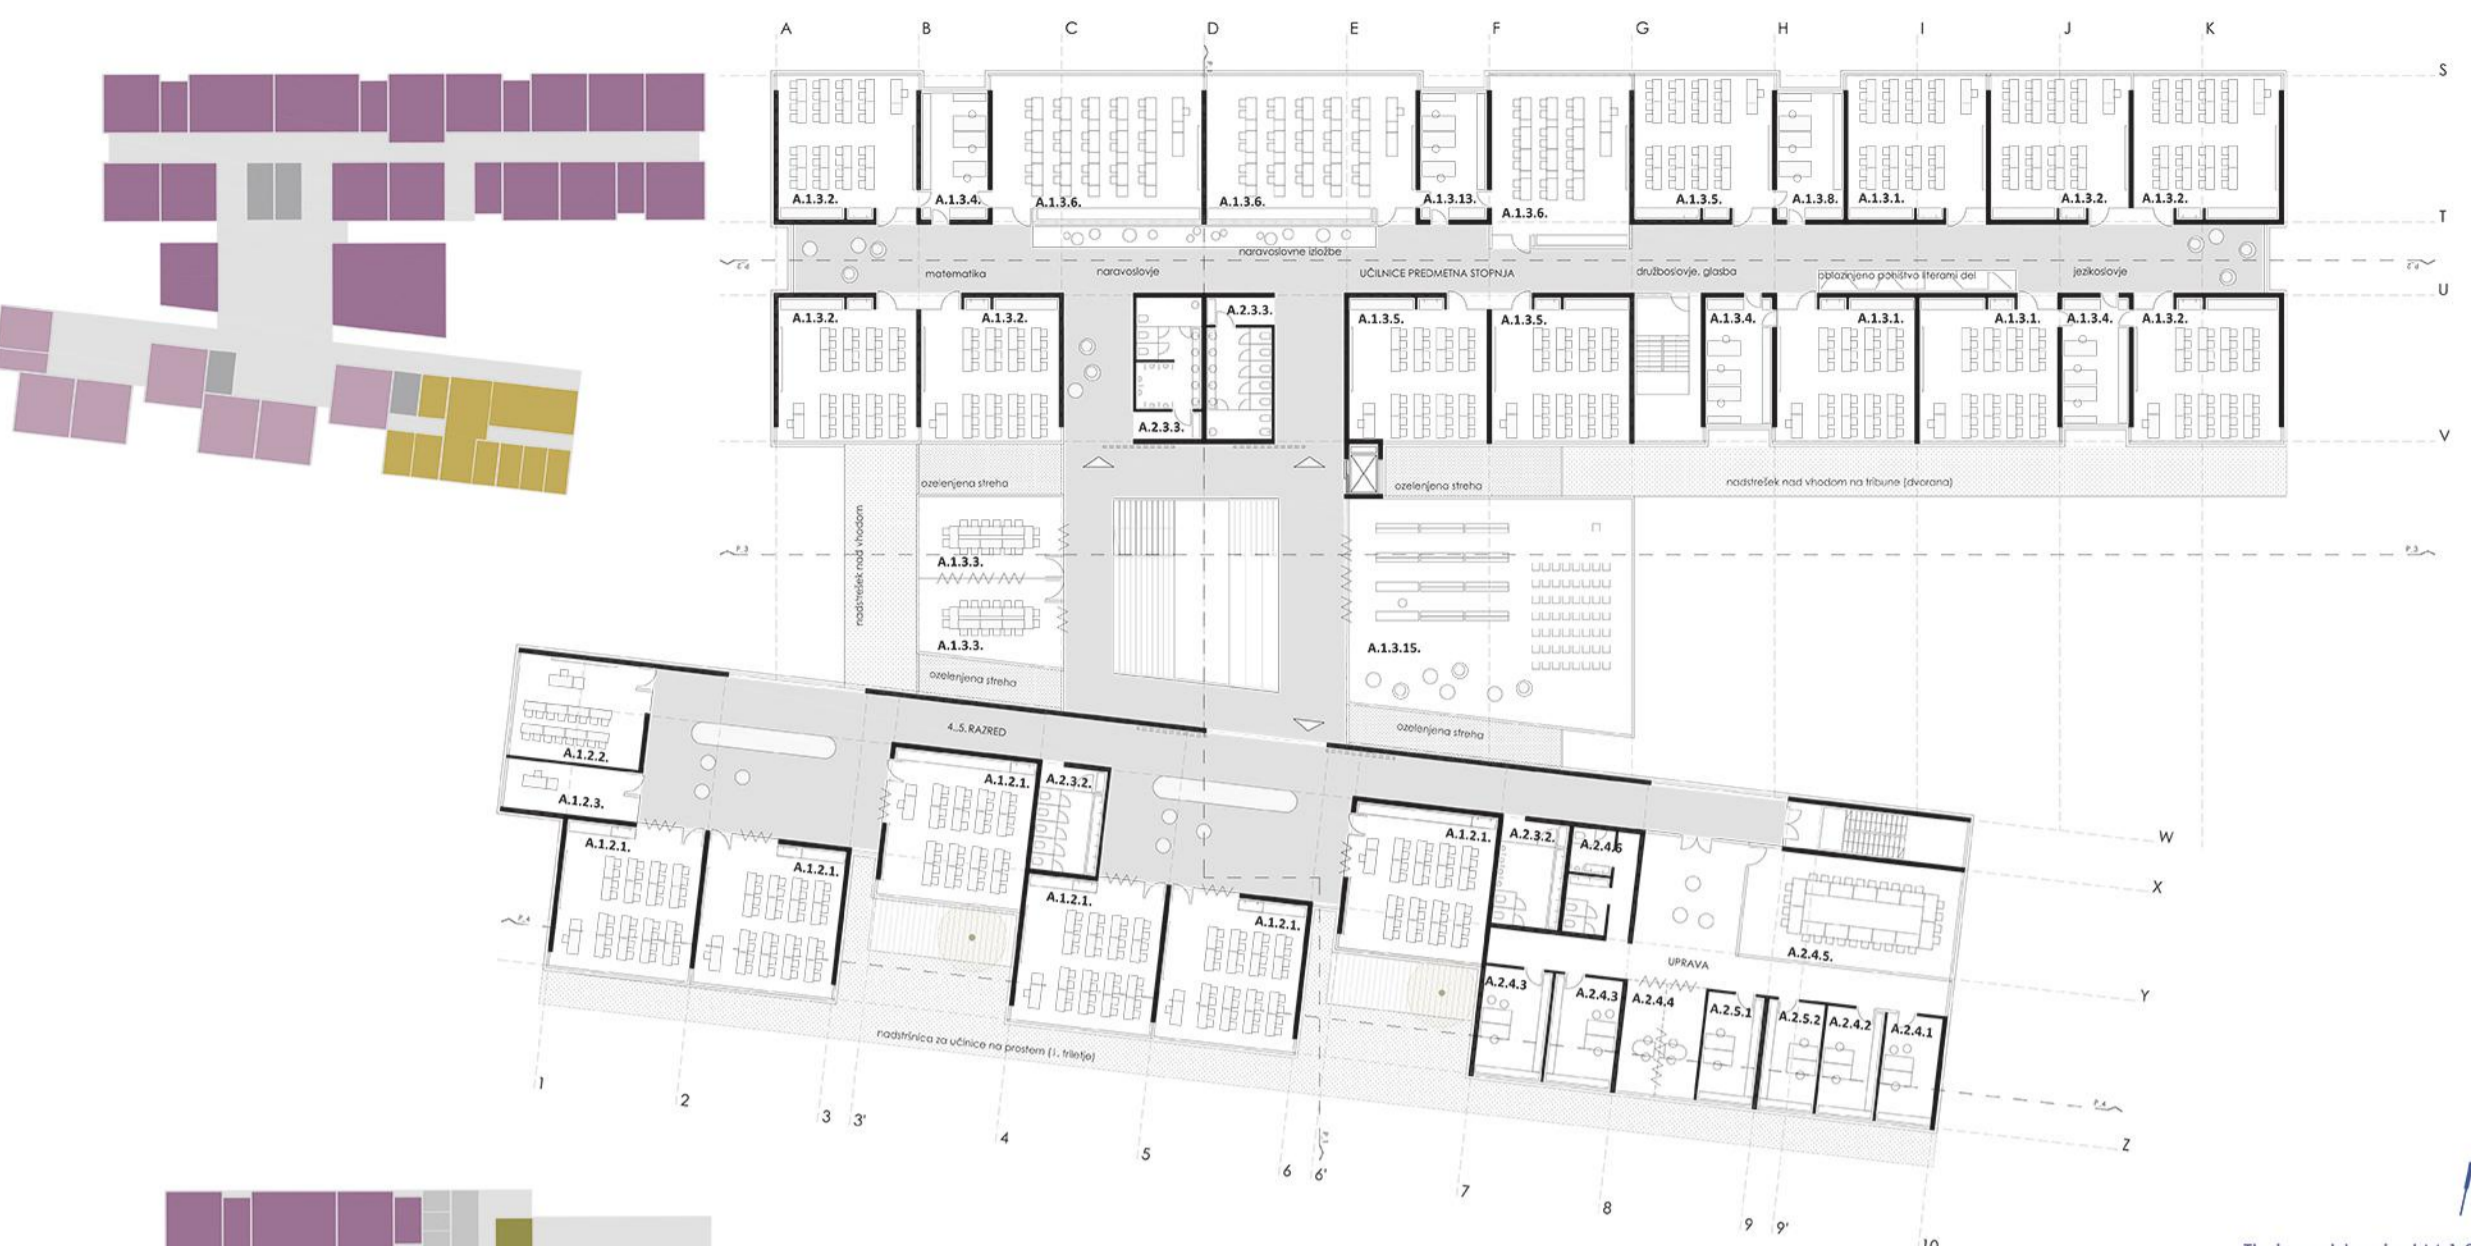 A B C D E F G H I J K
S
A.1.3.2. A.1.3.4. A.1.3.6. A.1.3.6. A.1.3.13. A.1.3.6. A.1.3.5. A.1.3.8. A.1.3.1. A.1.3.2. A.1.3.2.
T
naravoslovne izložbe
matematika naravoslovje UČILNICE PREDMETNA STOPNJA družboslovje, glasba oblazinjeno pohištvo jezikoslovje
U
A.1.3.2. A.1.3.2. A.2.3.3. A.1.3.5. A.1.3.5. A.1.3.4. A.1.3.1. A.1.3.1. A.1.3.4. A.1.3.2.
A.2.3.3.
V
ozelenjena streha ozelenjena streha nadstrešek nad vhodom na tribune (dvorana)
nadstrešek nad vhodom
P.3 P.3
A.1.3.3.
A.1.3.3.
A.1.3.15.
ozelenjena streha
ozelenjena streha
4.,5. RAZRED
A.1.2.2.
A.1.2.3.
A.1.2.1. A.2.3.2.
A.1.2.1. A.2.3.2. A.2.4.6
W
A.1.2.1. A.1.2.1.
X
A.1.2.1. A.1.2.1.
P.4
A.2.4.5.
UPRAVA
A.2.4.3 A.2.4.3 A.2.4.4 A.2.5.1 A.2.5.2 A.2.4.2 A.2.4.1
Y
nadstrešnica za učilnice na prostem (1. triletje)
P.4
Z
1 2 3 3' 4 5 6 6' 7 8 9 9' 10